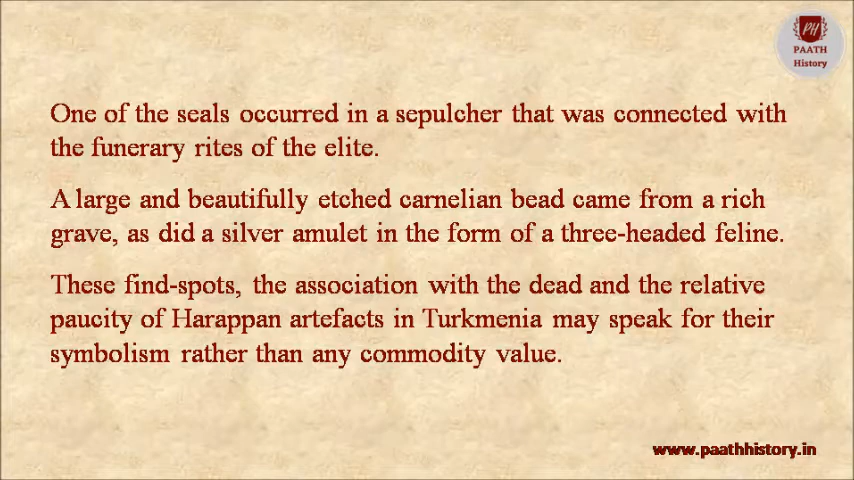 PH
PAATH
History
One of the seals occurred in a sepulcher that was connected with
the funerary rites of the elite.
A large and beautifully etched carnelian bead came from a rich
grave, as did a silver amulet in the form of a three-headed feline.
These find-spots, the association with the dead and the relative
paucity of Harappan artefacts in Turkmenia may speak for their
symbolism rather than any commodity value.
www.paathhistory.in